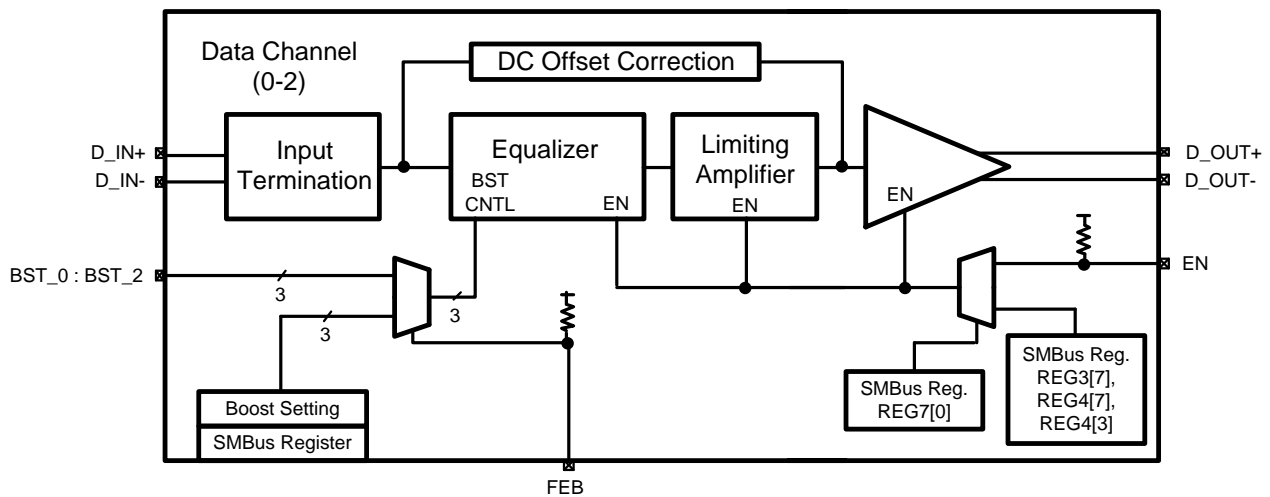 Data Channel
(0-2)
DC Offset Correction
D_IN+
D_IN-
Input
Termination
Equalizer
BST
CNTL
EN
Limiting
Amplifier
EN
EN
D_OUT+
D_OUT-
BST_0 : BST_2
3
3
3
EN
Boost Setting
SMBus Register
SMBus Reg.
REG7[0]
SMBus Reg.
REG3[7],
REG4[7],
REG4[3]
FEB